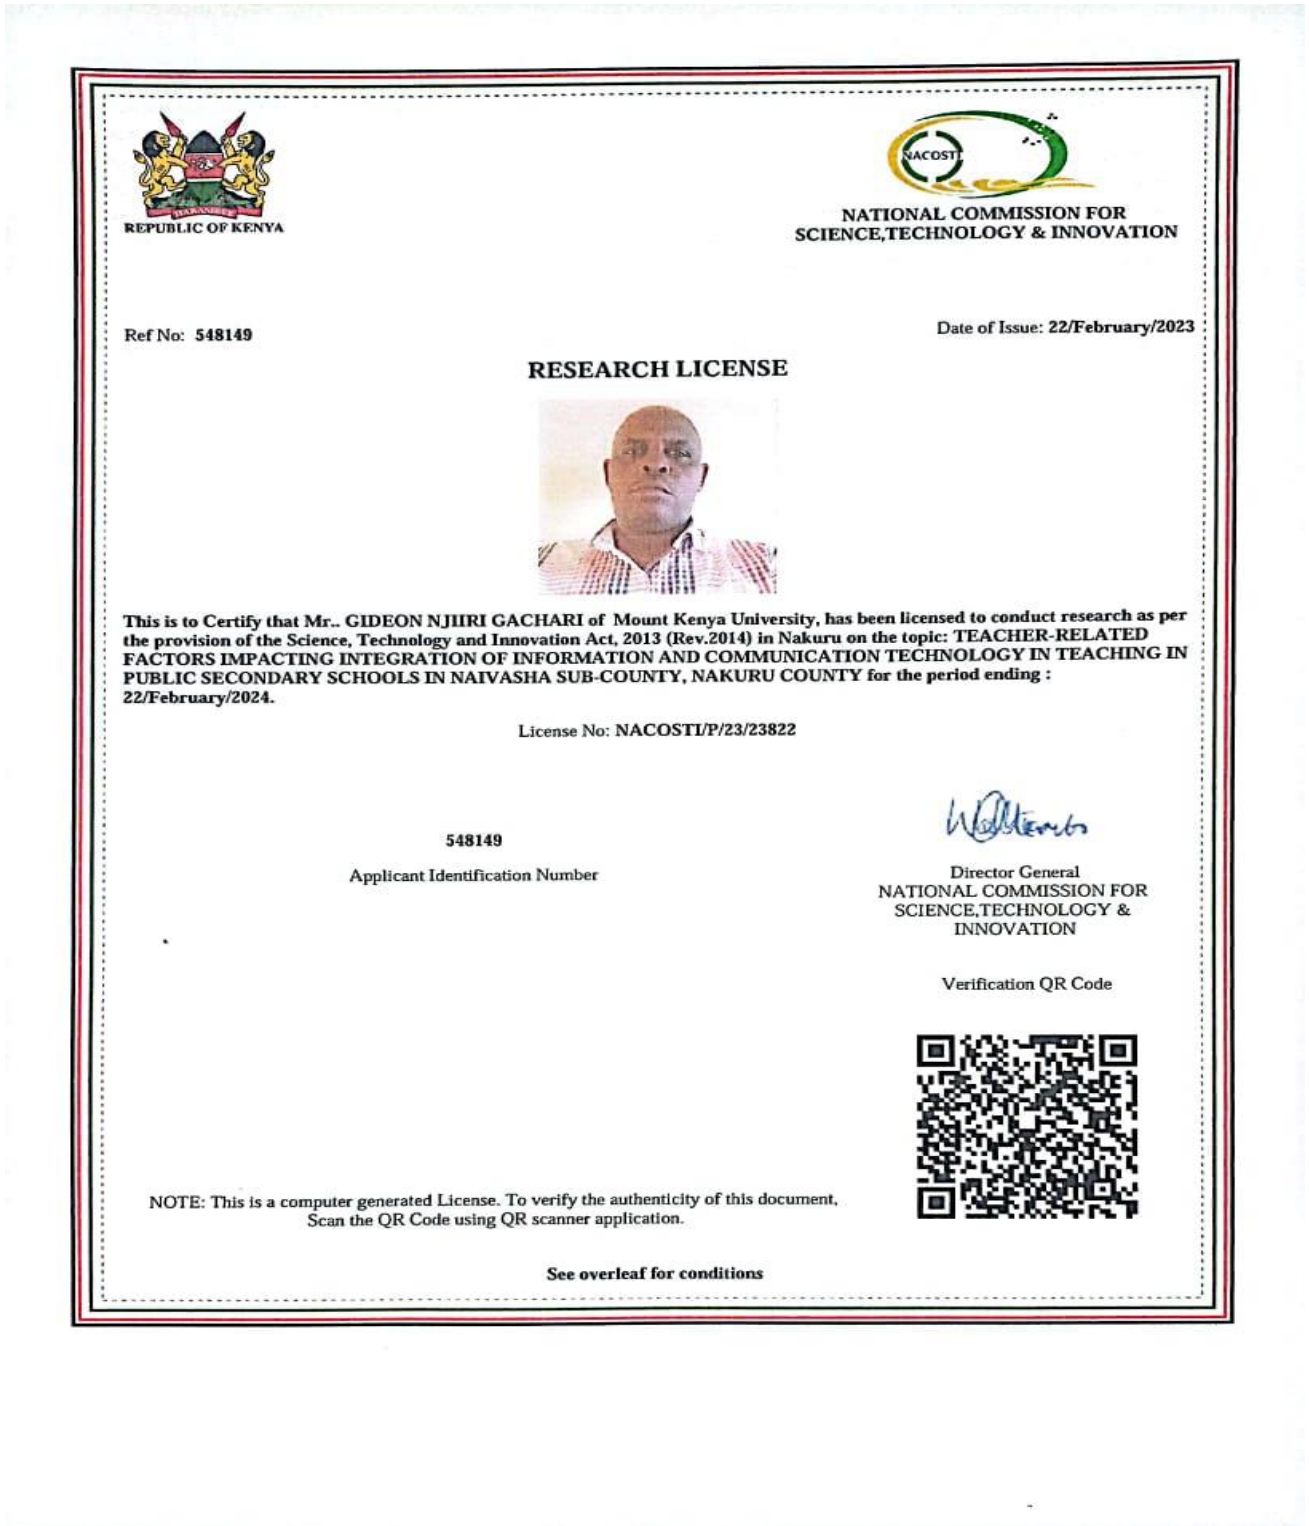 HARAMBEE
REPUBLIC OF KENYA
NACOSTI
NATIONAL COMMISSION FOR
SCIENCE,TECHNOLOGY & INNOVATION
Ref No: 548149
Date of Issue: 22/February/2023
RESEARCH LICENSE
This is to Certify that Mr.. GIDEON NJIIRI GACHARI of Mount Kenya University, has been licensed to conduct research as per
the provision of the Science, Technology and Innovation Act, 2013 (Rev.2014) in Nakuru on the topic: TEACHER-RELATED
FACTORS IMPACTING INTEGRATION OF INFORMATION AND COMMUNICATION TECHNOLOGY IN TEACHING IN
PUBLIC SECONDARY SCHOOLS IN NAIVASHA SUB-COUNTY, NAKURU COUNTY for the period ending :
22/February/2024.
License No: NACOSTI/P/23/23822
548149
Applicant Identification Number
Director General
NATIONAL COMMISSION FOR
SCIENCE,TECHNOLOGY &
INNOVATION
Verification QR Code
NOTE: This is a computer generated License. To verify the authenticity of this document,
Scan the QR Code using QR scanner application.
See overleaf for conditions